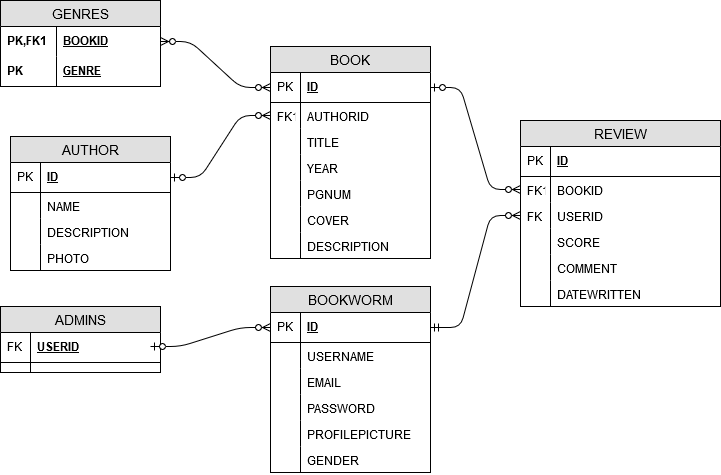 GENRES
PK,FK1 BOOKID
PK GENRE
BOOK
PK ID
FK1 AUTHORID
TITLE
YEAR
PGNUM
COVER
DESCRIPTION
AUTHOR
PK ID
NAME
DESCRIPTION
PHOTO
REVIEW
PK ID
FK1 BOOKID
FK USERID
SCORE
COMMENT
DATEWRITTEN
ADMINS
FK USERID
BOOKWORM
PK ID
USERNAME
EMAIL
PASSWORD
PROFILEPICTURE
GENDER